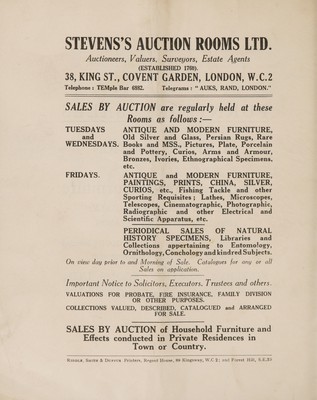 STEVENS'S AUCTION ROOMS LTD.
Auctioneers, Valuers, Surveyors, Estate Agents
(ESTABLISHED 1760).
38, KING ST., COVENT GARDEN, LONDON, W.C.2
Telephone: TEMple Bar 6882. Telegrams: "AUKS, RAND, LONDON."
SALES BY AUCTION are regularly held at these
Rooms as follows:—
TUESDAYS and WEDNESDAYS. ANTIQUE AND MODERN FURNITURE,
Old Silver and Glass, Persian Rugs, Rare
Books and MSS., Pictures, Plate, Porcelain
and Pottery, Curios, Arms and Armour,
Bronzes, Ivories, Ethnographical Specimens.
etc.
FRIDAYS. ANTIQUE and MODERN FURNITURE,
PAINTINGS, PRINTS, CHINA, SILVER,
CURIOS, etc., Fishing Tackle and other
Sporting Requisites; Lathes, Microscopes,
Telescopes, Cinematographic, Photographic,
Radiographic and other Electrical and
Scientific Apparatus, etc.
PERIODICAL SALES OF NATURAL
HISTORY SPECIMENS, Libraries and
Collections appertaining to Entomology,
Ornithology, Conchology and kindred Subjects.
On view day prior to and Morning of Sale. Catalogues for any or all
Sales on application.
Important Notice to Solicitors, Executors, Trustees and others.
VALUATIONS FOR PROBATE, FIRE INSURANCE, FAMILY DIVISION
OR OTHER PURPOSES.
COLLECTIONS VALUED, DESCRIBED, CATALOGUED and ARRANGED
FOR SALE.
SALES BY AUCTION of Household Furniture and
Effects conducted in Private Residences in
Town or Country.
Printers, Regent House, Kingsway, W.C.2; and Forest Hill, S.E.23